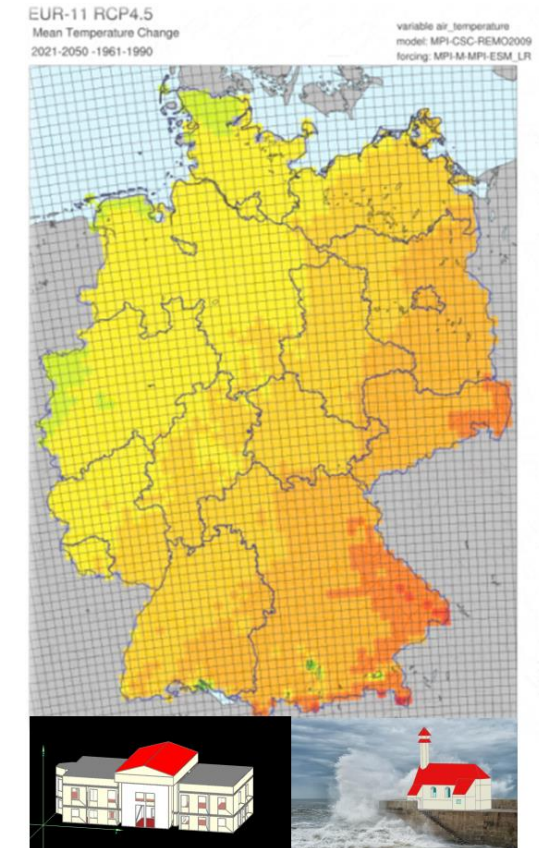 EUR-11 RCP4.5
Mean Temperature Change
2021-2050 -1961-1990
variable air_temperature
model: MPI-CSC-REMO2009
forcing: MPI-M-MPI-ESM_LR